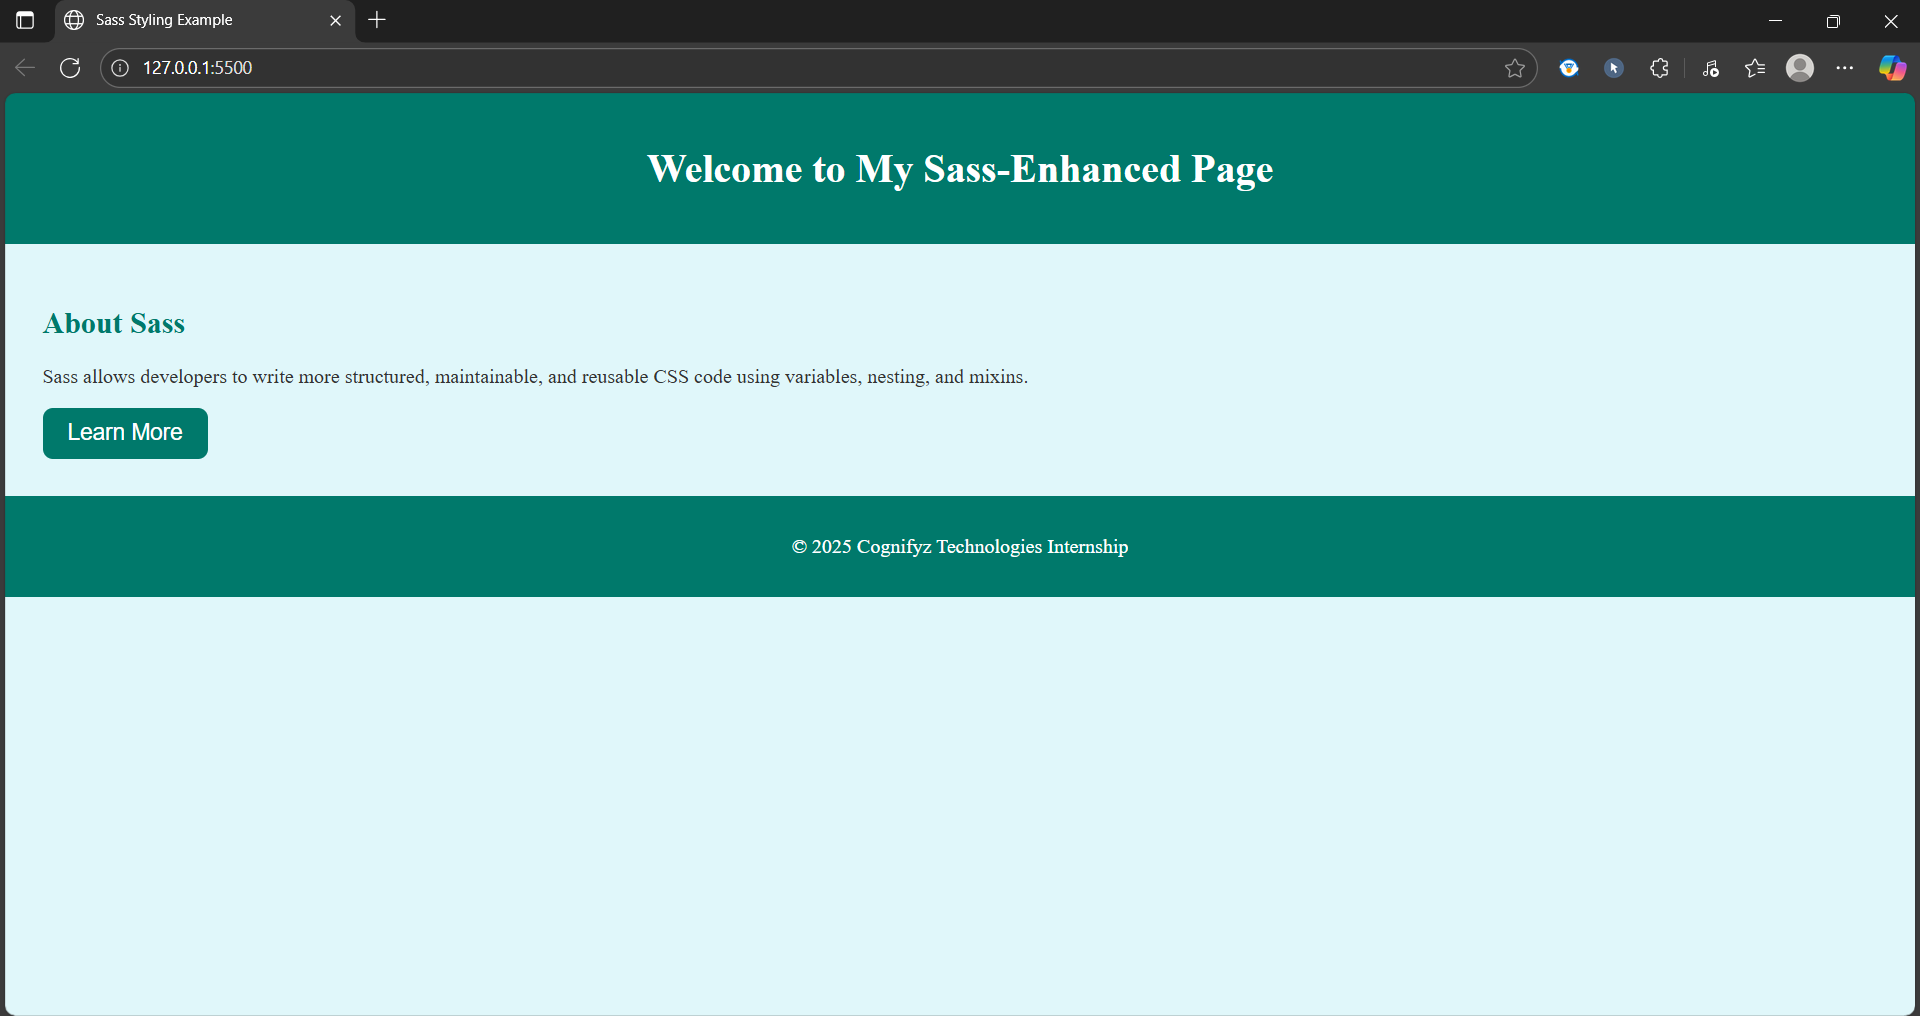 Sass Styling Example
127.0.0.1:5500
Welcome to My Sass-Enhanced Page
About Sass
Sass allows developers to write more structured, maintainable, and reusable CSS code using variables, nesting, and mixins.
Learn More
© 2025 Cognifyz Technologies Internship